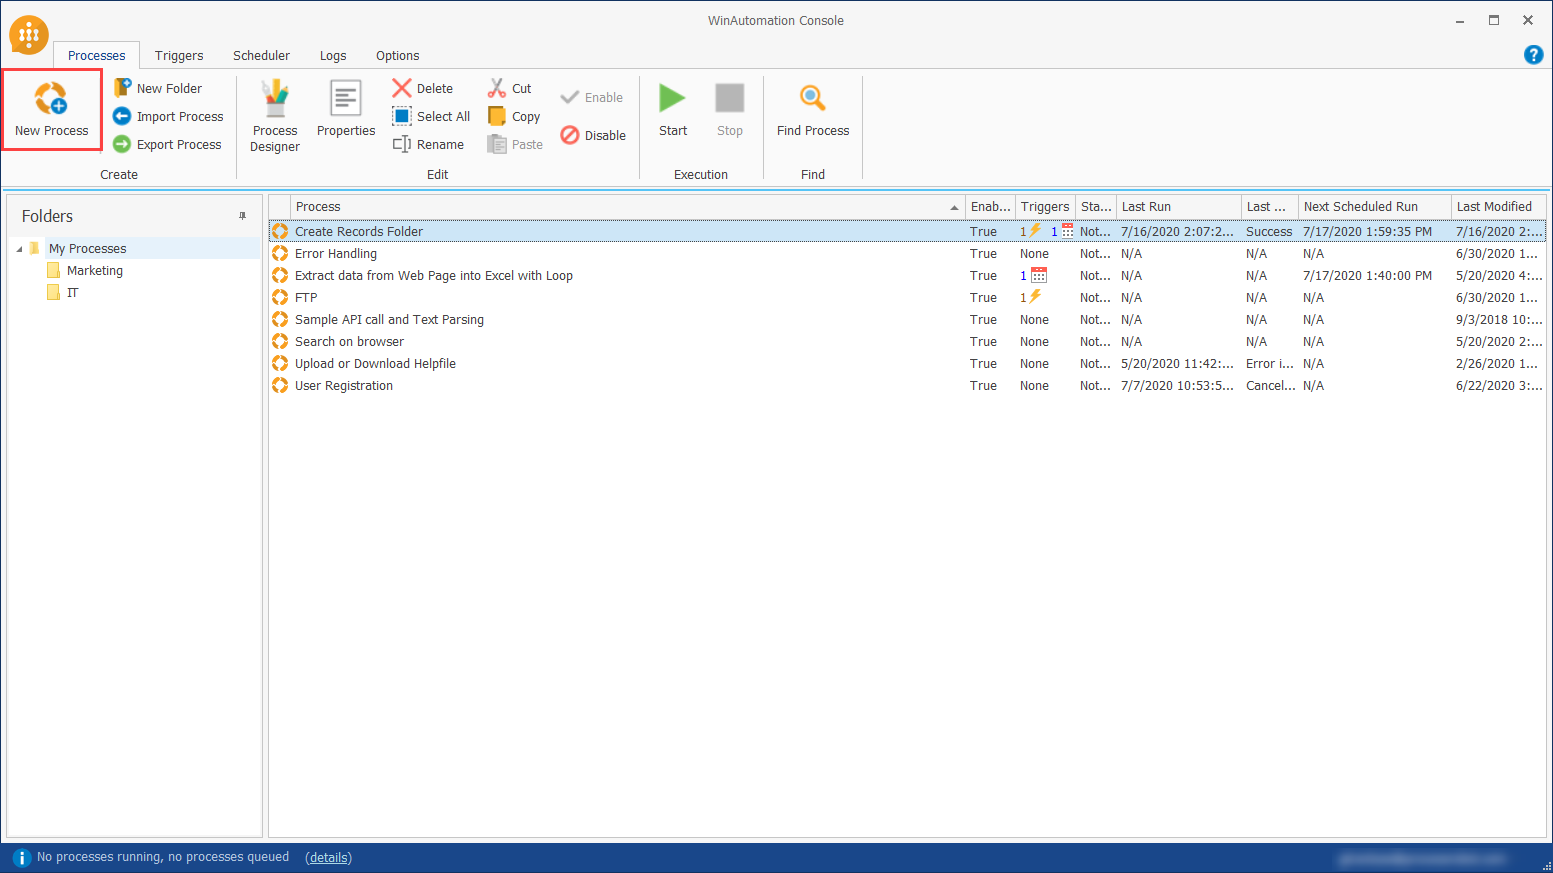 WinAutomation Console
Processes Triggers Scheduler Logs Options
New Process
New Folder
Import Process
Export Process
Create
Process Designer
Properties
Delete
Select All
Rename
Cut
Copy
Paste
Enable
Disable
Edit
Start
Stop
Execution
Find Process
Find
Folders
My Processes
Marketing
IT
Process Enab... Triggers Sta... Last Run Last ... Next Scheduled Run Last Modified
Create Records Folder True 1 1 Not... 7/16/2020 2:07:2... Success 7/17/2020 1:59:35 PM 7/16/2020 2:...
Error Handling True None Not... N/A N/A N/A 6/30/2020 1...
Extract data from Web Page into Excel with Loop True 1 Not... N/A N/A 7/17/2020 1:40:00 PM 5/20/2020 4:...
FTP True 1 Not... N/A N/A N/A 6/30/2020 1...
Sample API call and Text Parsing True None Not... N/A N/A N/A 9/3/2018 10:...
Search on browser True None Not... N/A N/A N/A 5/20/2020 2:...
Upload or Download Helpfile True None Not... 5/20/2020 11:42:... Error i... N/A 2/26/2020 1...
User Registration True None Not... 7/7/2020 10:53:5... Cancel... N/A 6/22/2020 3:...
No processes running, no processes queued (details)